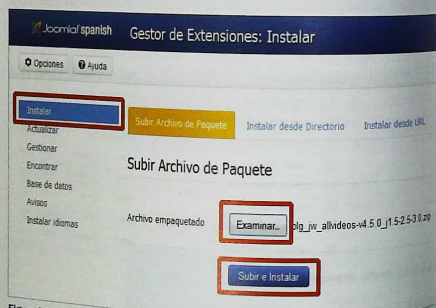 Joomla! spanish Gestor de Extensiones: Instalar
Opciones Ayuda
Instalar
Actualizar
Gestionar
Encontrar
Base de datos
Avisos
Instalar idiomas
Subir Archivo de Paquete Instalar desde Directorio Instalar desde URL
Subir Archivo de Paquete
Archivo empaquetado Examinar.. plg_jw_allvideos-v4.5.0_j1.5-2.5-3.0.zip
Subir e Instalar